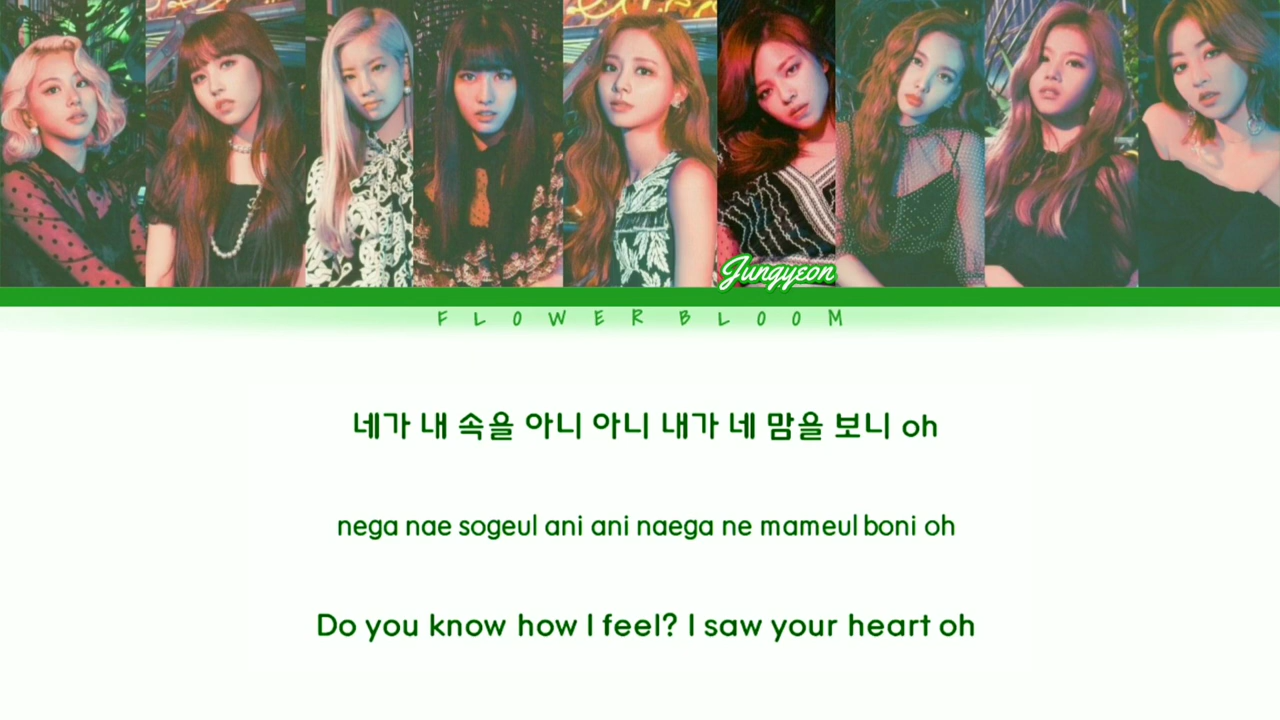 Jungyeon
FLOWERBLOOM
네가 내 속을 아니 아니 내가 네 맘을 보니 oh
nega nae sogeul ani ani naega ne mameul boni oh
Do you know how I feel? I saw your heart oh